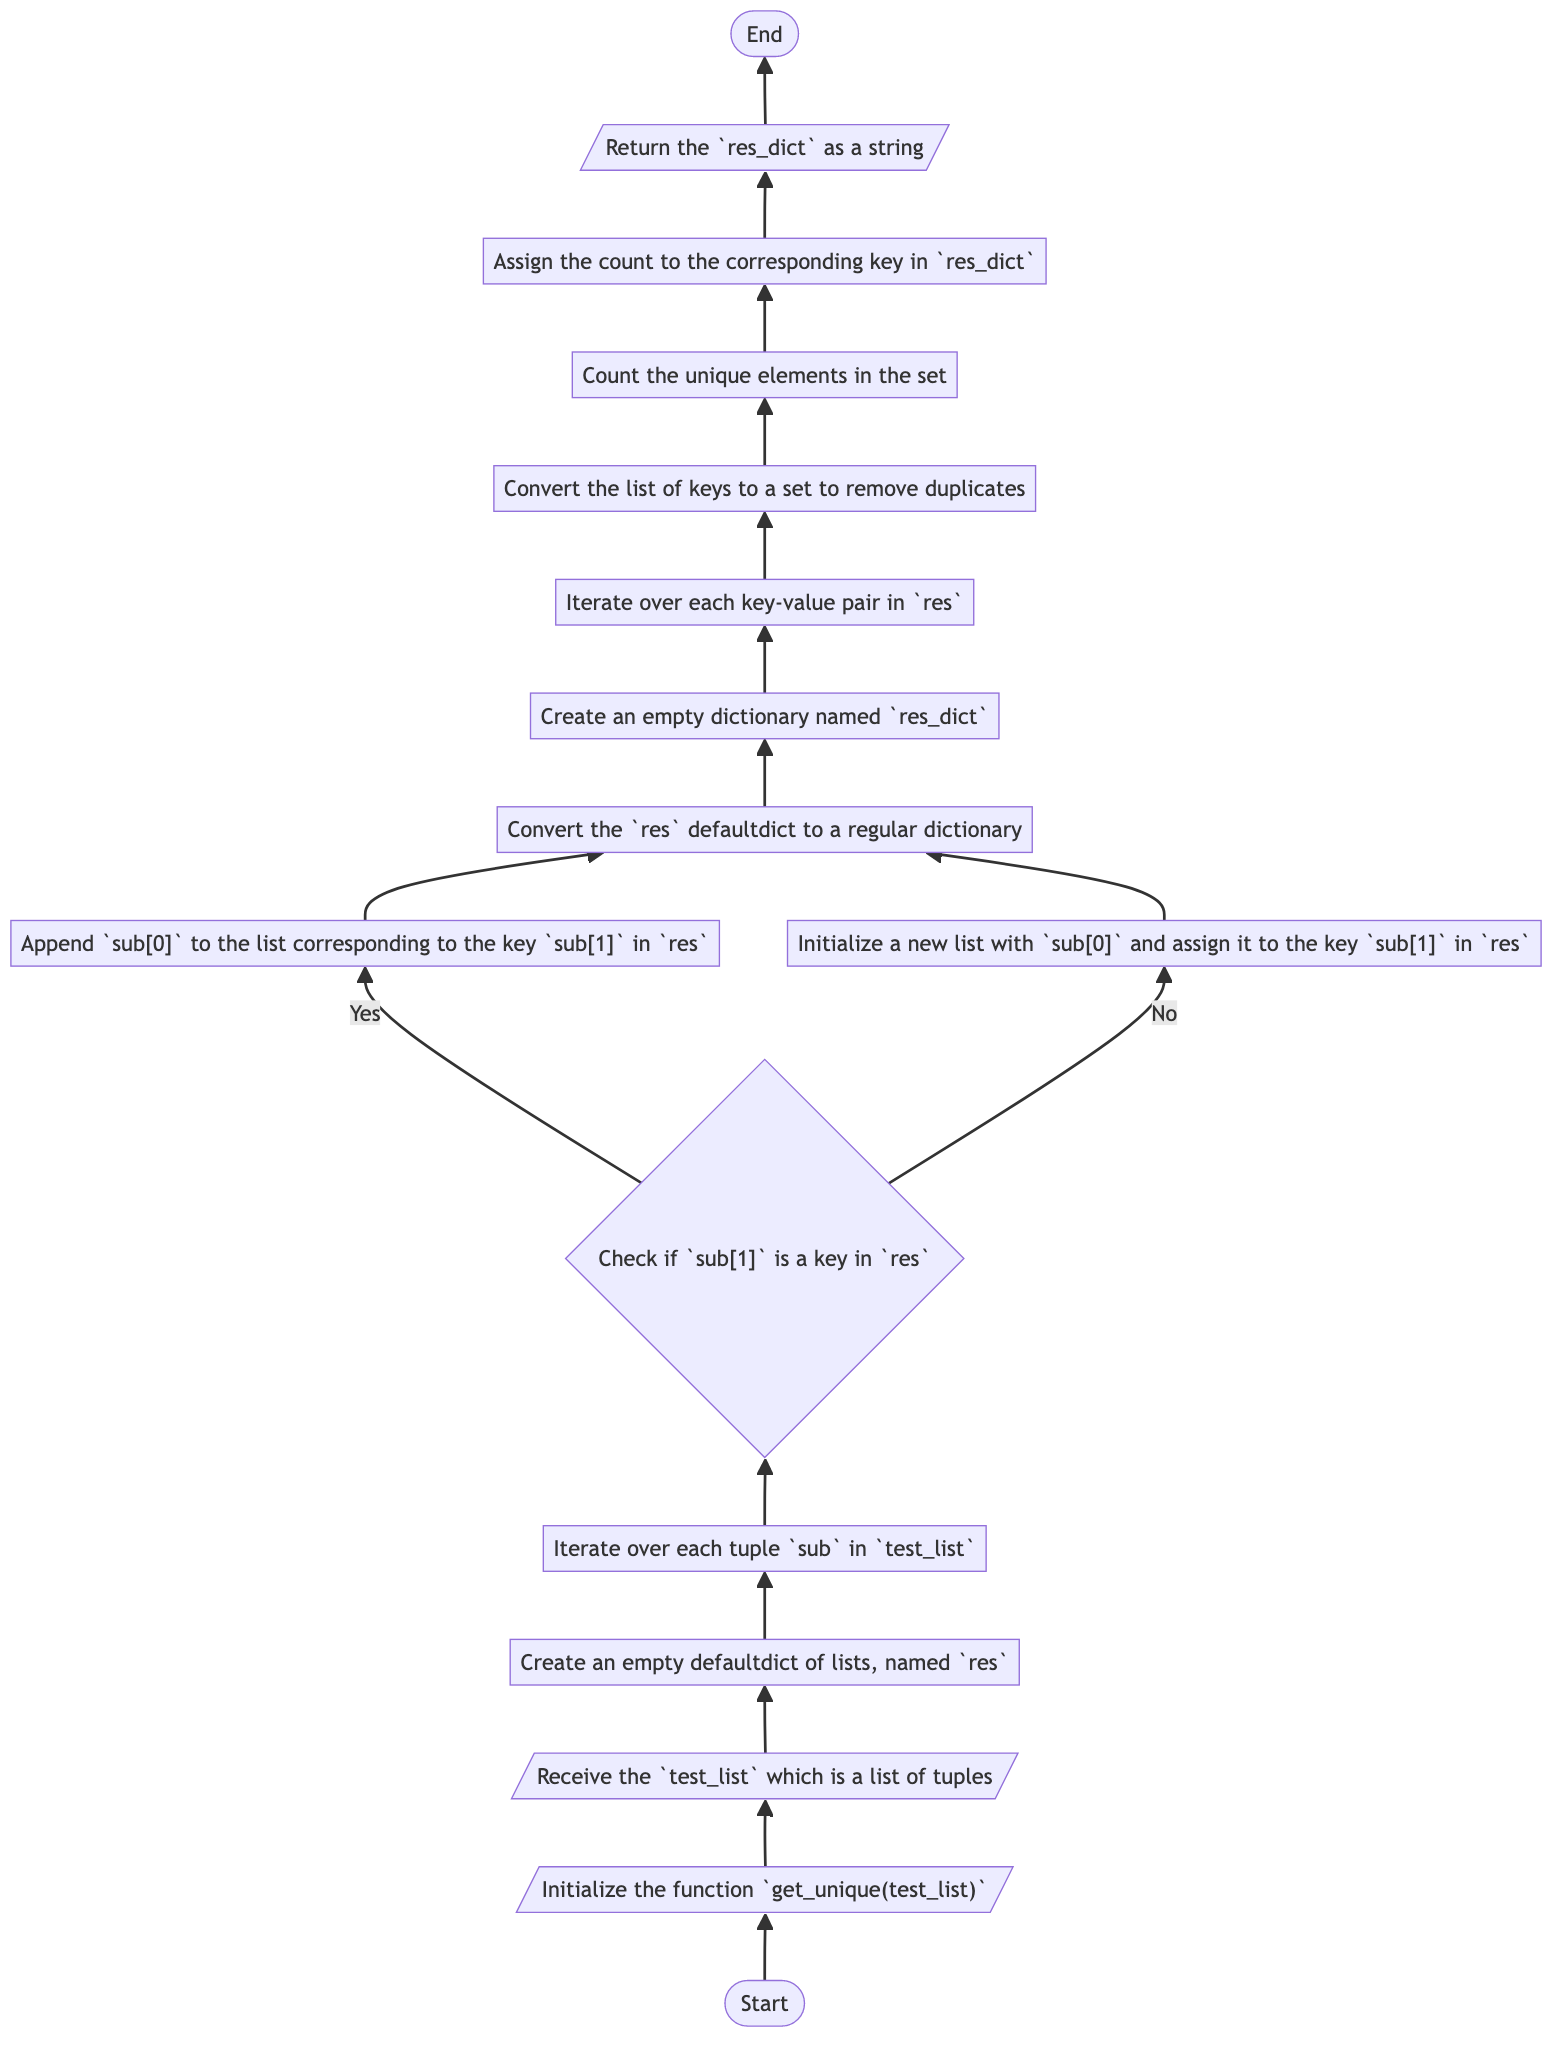 End
Return the `res_dict` as a string
Assign the count to the corresponding key in `res_dict`
Count the unique elements in the set
Convert the list of keys to a set to remove duplicates
Iterate over each key-value pair in `res`
Create an empty dictionary named `res_dict`
Convert the `res` defaultdict to a regular dictionary
Append `sub[0]` to the list corresponding to the key `sub[1]` in `res`
Initialize a new list with `sub[0]` and assign it to the key `sub[1]` in `res`
Yes
No
Check if `sub[1]` is a key in `res`
Iterate over each tuple `sub` in `test_list`
Create an empty defaultdict of lists, named `res`
Receive the `test_list` which is a list of tuples
Initialize the function `get_unique(test_list)`
Start